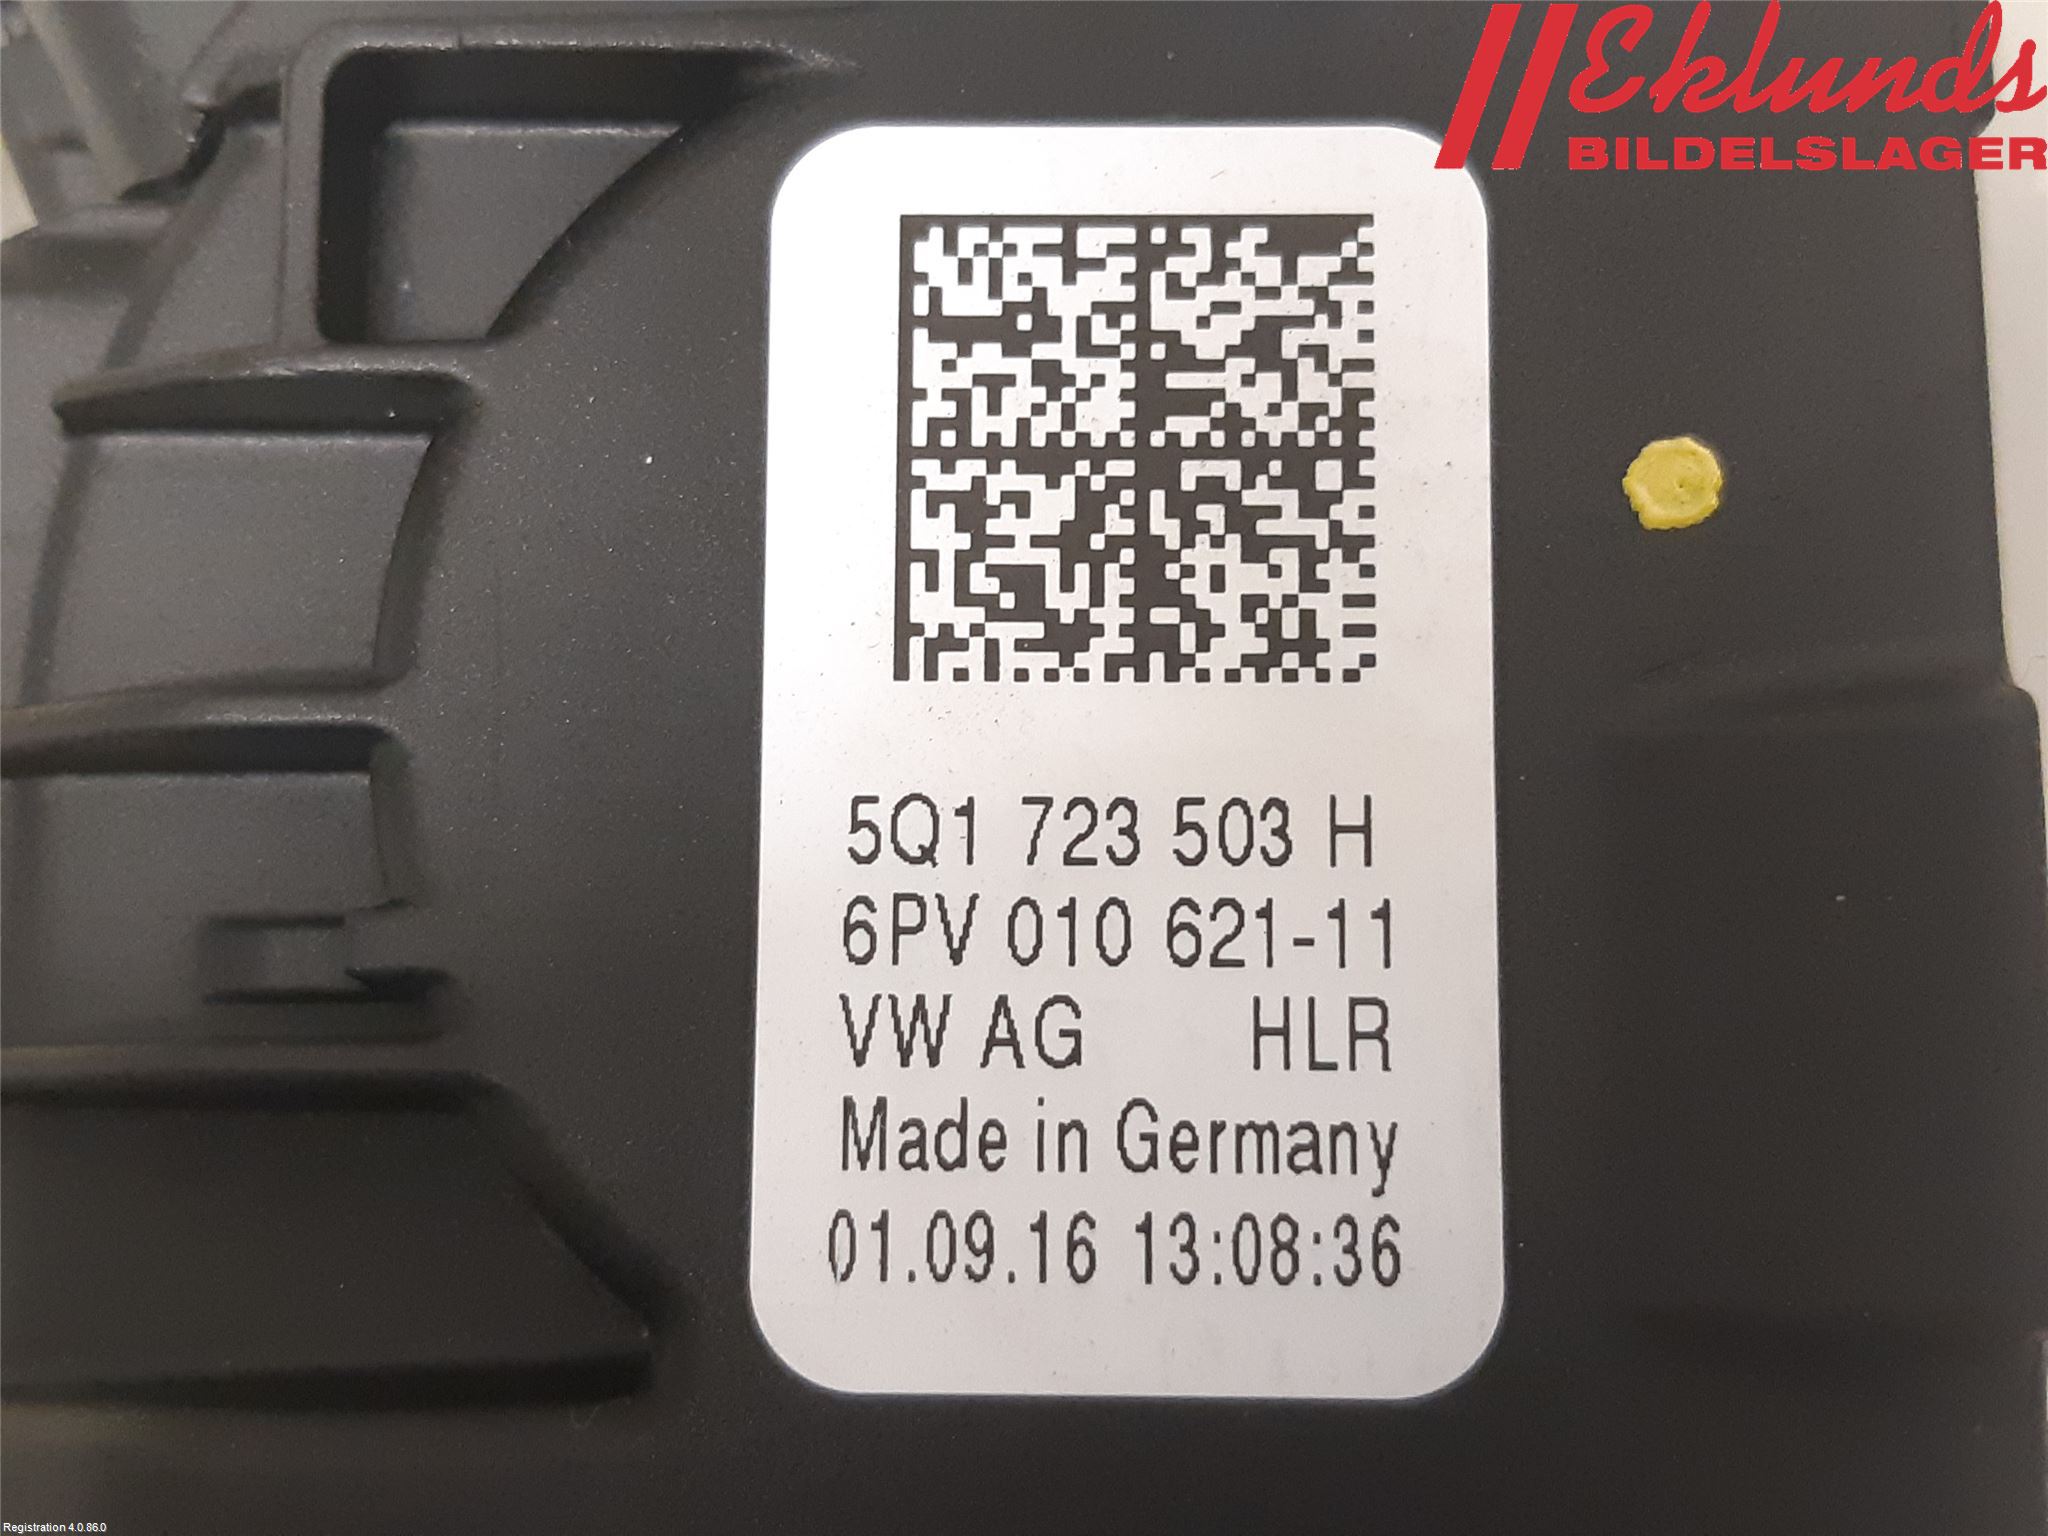 Eklunds
BILDELSLAGER
5Q1 723 503 H
6PV 010 621-11
VW AG HLR
Made in Germany
01.09.16 13:08:36
Registration 4.0.86.0